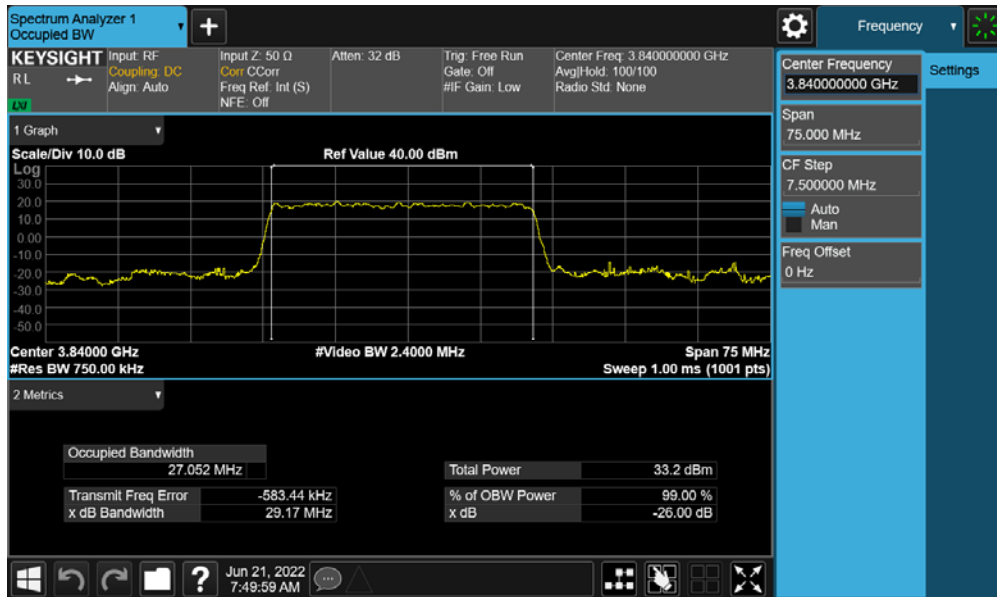 Spectrum Analyzer 1
Occupied BW
+
Frequency
KEYSIGHT
R L
LXI
Input: RF
Coupling: DC
Align: Auto
Input Z: 50 Ω
Corr CCorr
Freq Ref: Int (S)
NFE: Off
Atten: 32 dB
Trig: Free Run
Gate: Off
#IF Gain: Low
Center Freq: 3.840000000 GHz
Avg|Hold: 100/100
Radio Std: None
Center Frequency
3.840000000 GHz
Settings
Span
75.000 MHz
CF Step
7.500000 MHz
Auto
Man
Freq Offset
0 Hz
1 Graph
Scale/Div 10.0 dB
Ref Value 40.00 dBm
Log
30.0
20.0
10.0
0.00
-10.0
-20.0
-30.0
-40.0
-50.0
Center 3.84000 GHz
#Video BW 2.4000 MHz
Span 75 MHz
#Res BW 750.00 kHz
Sweep 1.00 ms (1001 pts)
2 Metrics
Occupied Bandwidth
27.052 MHz
Total Power 33.2 dBm
Transmit Freq Error -583.44 kHz
% of OBW Power 99.00 %
x dB Bandwidth 29.17 MHz
x dB -26.00 dB
?
Jun 21, 2022
7:49:59 AM